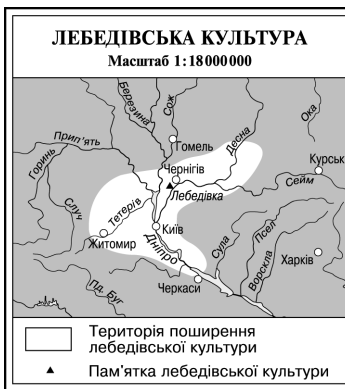 ЛЕБЕДІВСЬКА КУЛЬТУРА
Масштаб 1:18000000
Березина
Сож
Десна
Ока
Гомель
Прип'ять
Горинь
Чернігів
Курськ
Лебедівка
Сейм
Случ
Тетерів
Київ
Житомир
Дніпро
Сула
Псел
Ворскла
Харків
Черкаси
Пд. Буг
Територія поширення
лебедівської культури
Пам'ятка лебедівської культури